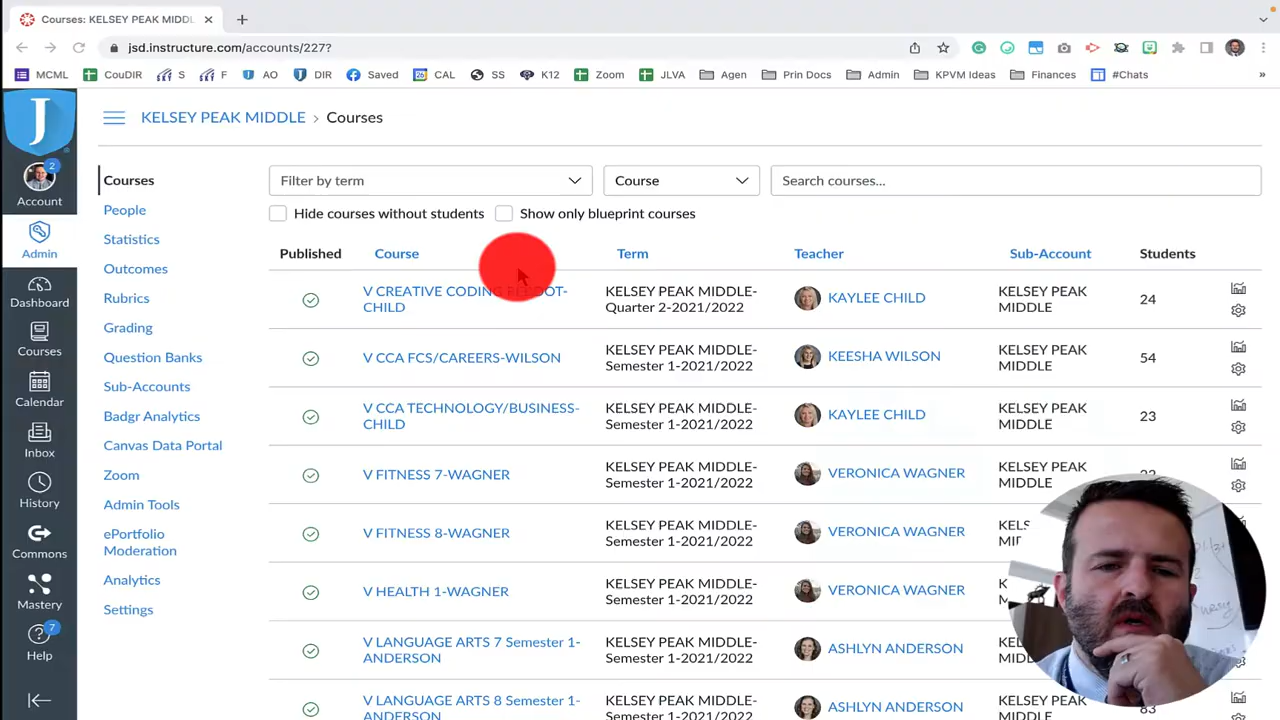 Courses: KELSEY PEAK MIDDL
jsd.instructure.com/accounts/227?
MCML CouDIR S F AO DIR Saved CAL SS K12 Zoom JLVA Agen Prin Docs Admin KPVM Ideas Finances #Chats »
J
2
Account
Admin
Dashboard
Courses
Calendar
Inbox
History
Commons
Mastery
7
Help
KELSEY PEAK MIDDLE > Courses
Courses
People
Statistics
Outcomes
Rubrics
Grading
Question Banks
Sub-Accounts
Badgr Analytics
Canvas Data Portal
Zoom
Admin Tools
ePortfolio
Moderation
Analytics
Settings
Filter by term Course Search courses...
Hide courses without students Show only blueprint courses
Published Course Term Teacher Sub-Account Students
V CREATIVE CODING DOT- KELSEY PEAK MIDDLE- KAYLEE CHILD KELSEY PEAK 24
CHILD Quarter 2-2021/2022 MIDDLE
V CCA FCS/CAREERS-WILSON KELSEY PEAK MIDDLE- KEESHA WILSON KELSEY PEAK 54
Semester 1-2021/2022 MIDDLE
V CCA TECHNOLOGY/BUSINESS- KELSEY PEAK MIDDLE- KAYLEE CHILD KELSEY PEAK 23
CHILD Semester 1-2021/2022 MIDDLE
V FITNESS 7-WAGNER KELSEY PEAK MIDDLE- VERONICA WAGNER KELSEY PEAK
Semester 1-2021/2022 MIDDLE
V FITNESS 8-WAGNER KELSEY PEAK MIDDLE- VERONICA WAGNER KELS
Semester 1-2021/2022
V HEALTH 1-WAGNER KELSEY PEAK MIDDLE- VERONICA WAGNER
Semester 1-2021/2022
V LANGUAGE ARTS 7 Semester 1- KELSEY PEAK MIDDLE- ASHLYN ANDERSON
ANDERSON Semester 1-2021/2022
V LANGUAGE ARTS 8 Semester 1- KELSEY PEAK MIDDLE- ASHLYN ANDERSON
ANDERSON Semester 1-2021/2022